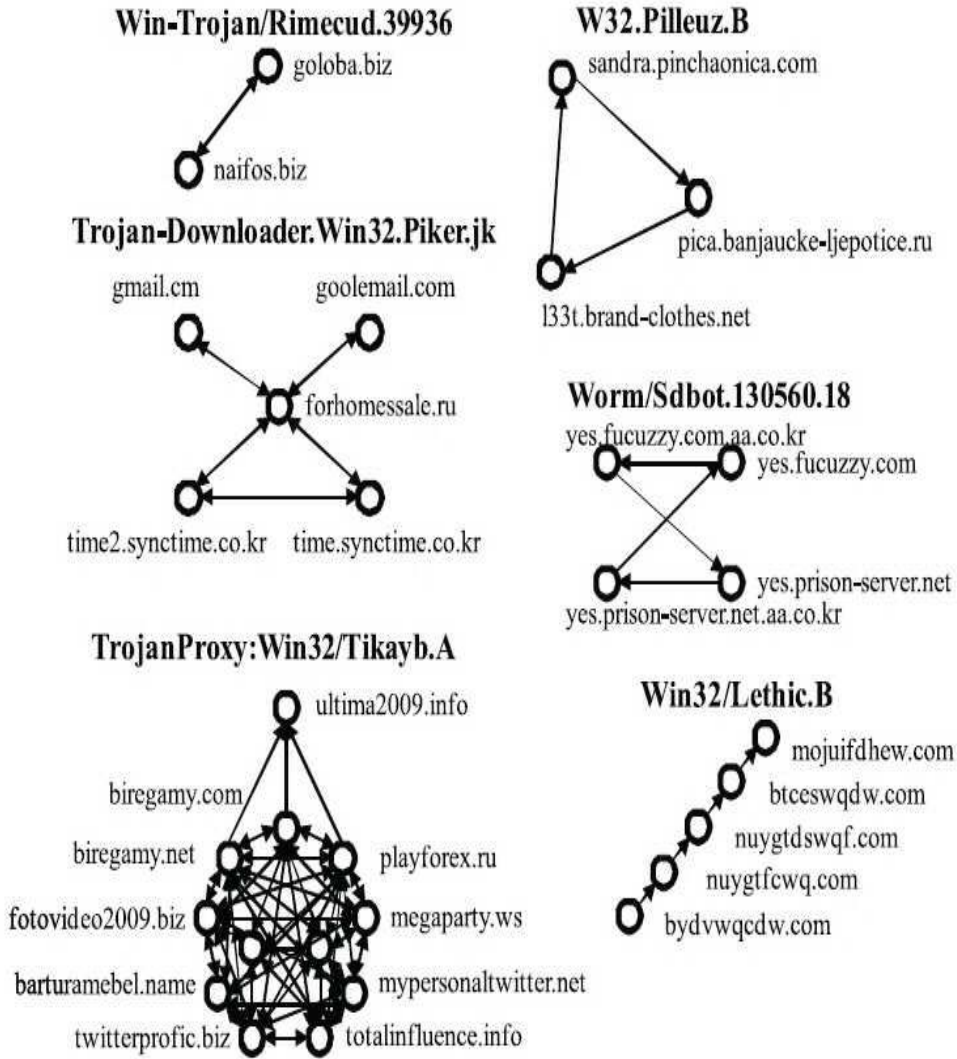 Win-Trojan/Rimecud.39936
goloba.biz
naifos.biz
W32.Pilleuz.B
sandra.pinchaonica.com
pica.banjaucke-ljepotice.ru
l33t.brand-clothes.net
Trojan-Downloader.Win32.Piker.jk
gmail.cm
goolemail.com
forhomessale.ru
time2.synctime.co.kr
time.synctime.co.kr
Worm/Sdbot.130560.18
yes.fucuzzy.com.aa.co.kr
yes.fucuzzy.com
yes.prison-server.net
yes.prison-server.net.aa.co.kr
TrojanProxy:Win32/Tikayb.A
ultima2009.info
biregamy.com
biregamy.net
playforex.ru
fotovideo2009.biz
megaparty.ws
barturamebel.name
mypersonaltwitter.net
twitterprofic.biz
totalinfluence.info
Win32/Lethic.B
mojuifdhew.com
btceswqdw.com
nuygtdswqf.com
nuygtfcwq.com
bydvwqcdw.com